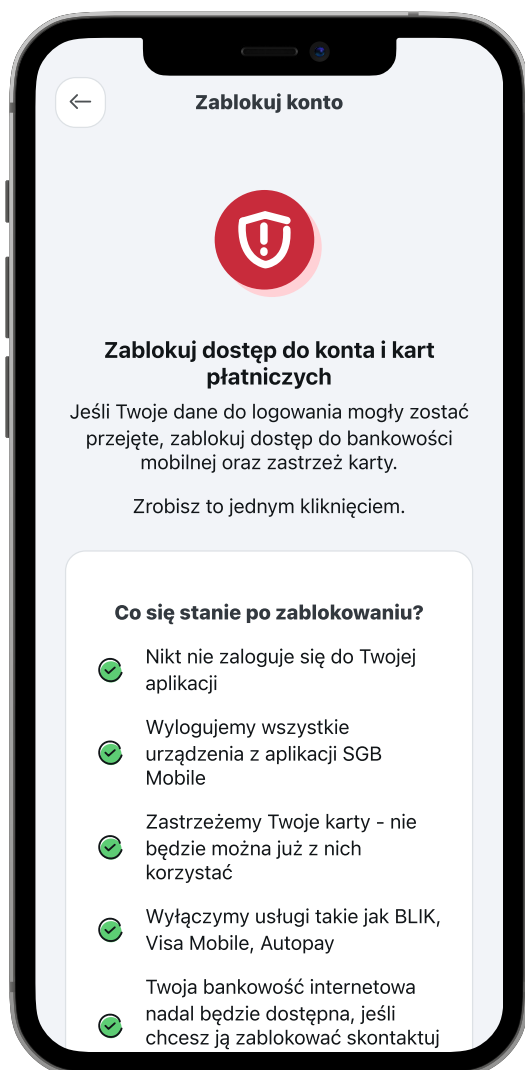 Zablokuj konto
Zablokuj dostęp do konta i kart
płatniczych
Jeśli Twoje dane do logowania mogły zostać
przejęte, zablokuj dostęp do bankowości
mobilnej oraz zastrzeż karty.
Zrobisz to jednym kliknięciem.
Co się stanie po zablokowaniu?
Nikt nie zaloguje się do Twojej
aplikacji
Wylogujemy wszystkie
urządzenia z aplikacji SGB
Mobile
Zastrzeżemy Twoje karty - nie
będzie można już z nich
korzystać
Wyłączymy usługi takie jak BLIK,
Visa Mobile, Autopay
Twoja bankowość internetowa
nadal będzie dostępna, jeśli
chcesz ją zablokować skontaktuj